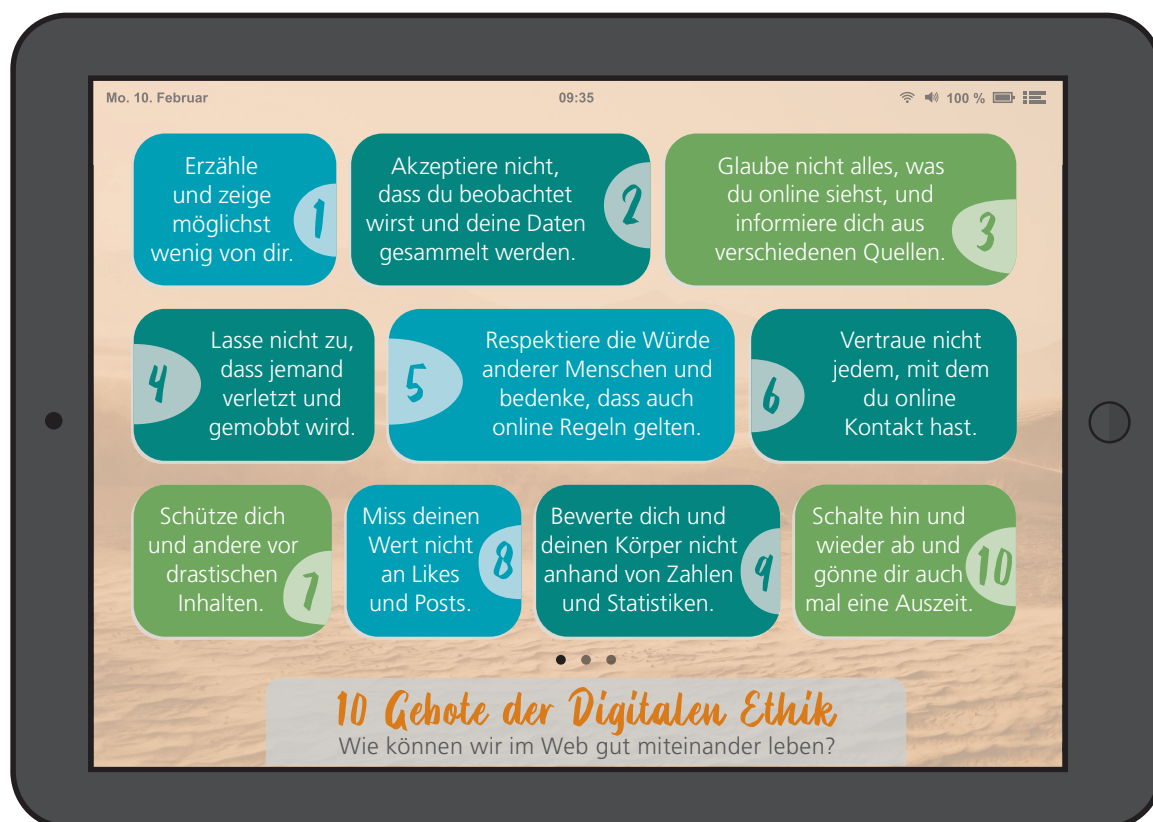 Mo. 10. Februar
09:35
100 %
Erzähle
und zeige
möglichst
wenig von dir.
1
Akzeptiere nicht,
dass du beobachtet
wirst und deine Daten
gesammelt werden.
2
Glaube nicht alles, was
du online siehst, und
informiere dich aus
verschiedenen Quellen.
3
4
Lasse nicht zu,
dass jemand
verletzt und
gemobbt wird.
5
Respektiere die Würde
anderer Menschen und
bedenke, dass auch
online Regeln gelten.
6
Vertraue nicht
jedem, mit dem
du online
Kontakt hast.
Schütze dich
und andere vor
drastischen
Inhalten.
7
Miss deinen
Wert nicht
an Likes
und Posts.
8
Bewerte dich und
deinen Körper nicht
anhand von Zahlen
und Statistiken.
9
Schalte hin und
wieder ab und
gönne dir auch
mal eine Auszeit.
10
10 Gebote der Digitalen Ethik
Wie können wir im Web gut miteinander leben?